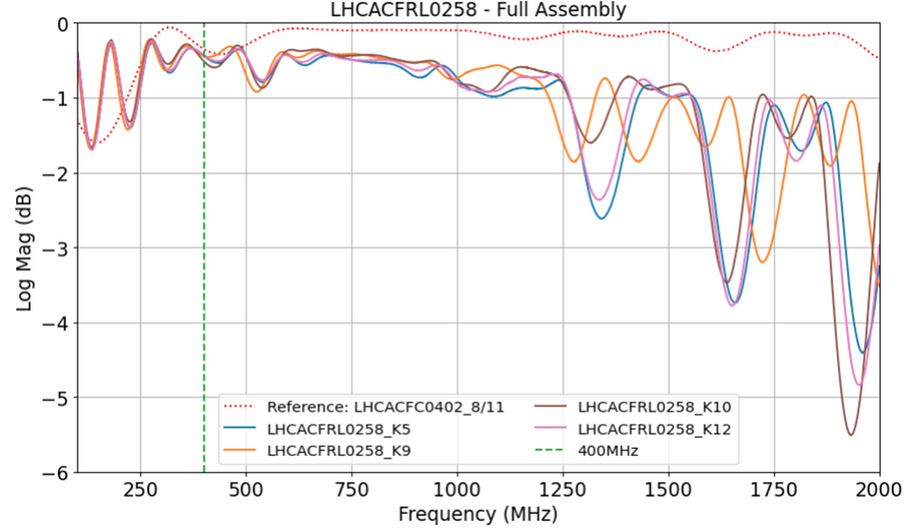 LHCACFRL0258 - Full Assembly
0
−1
−2
−3
−4
−5
−6
Log Mag (dB)
Reference: LHCACFC0402_8/11
LHCACFRL0258_K5
LHCACFRL0258_K9
LHCACFRL0258_K10
LHCACFRL0258_K12
400MHz
250
500
750
1000
1250
1500
1750
2000
Frequency (MHz)